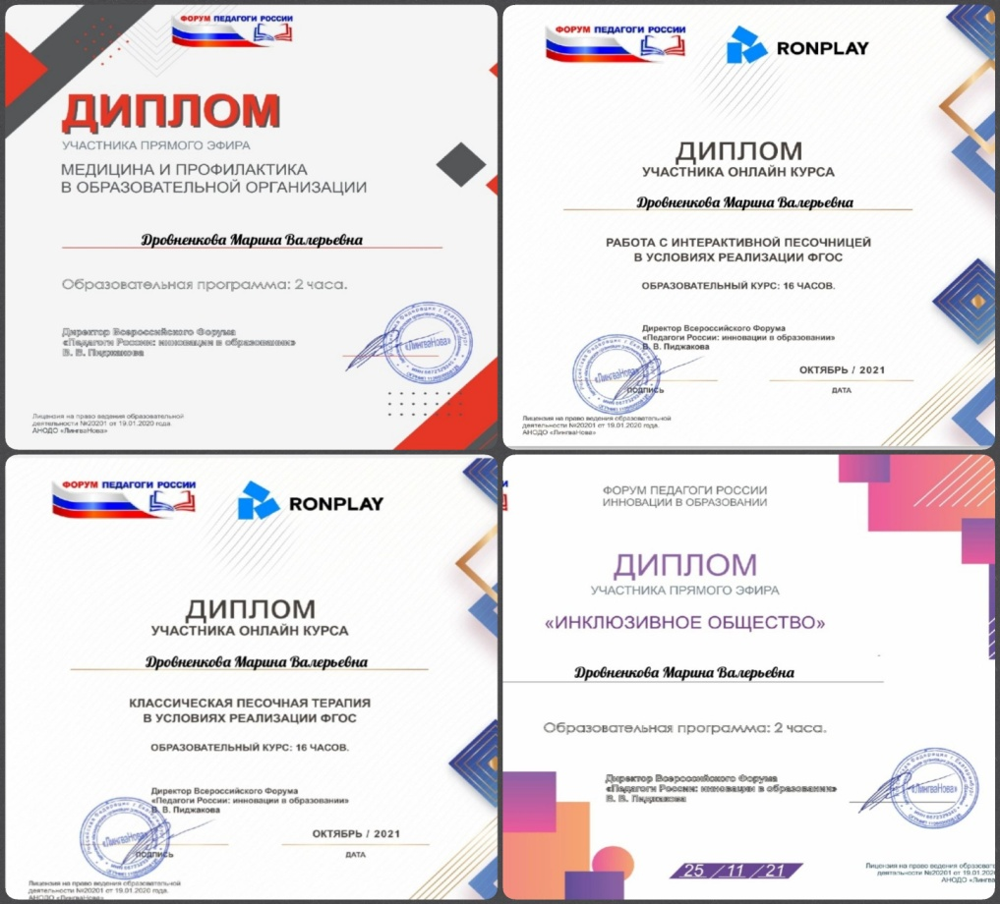 ФОРУМ ПЕДАГОГИ РОССИИ
ДИПЛОМ
УЧАСТНИКА ПРЯМОГО ЭФИРА
МЕДИЦИНА И ПРОФИЛАКТИКА
В ОБРАЗОВАТЕЛЬНОЙ ОРГАНИЗАЦИИ
Дровненкова Марина Валерьевна
Образовательная программа: 2 часа.
Директор Всероссийского Форума
«Педагоги России: инновации в образовании»
В. В. Пиджакова
«ЛингваНова»
Лицензия на право ведения образовательной
деятельности №20201 от 19.01.2020 года.
АНОДО «ЛингваНова»
ФОРУМ ПЕДАГОГИ РОССИИ
RONPLAY
ДИПЛОМ
УЧАСТНИКА ОНЛАЙН КУРСА
Дровненкова Марина Валерьевна
РАБОТА С ИНТЕРАКТИВНОЙ ПЕСОЧНИЦЕЙ
В УСЛОВИЯХ РЕАЛИЗАЦИИ ФГОС
ОБРАЗОВАТЕЛЬНЫЙ КУРС: 16 ЧАСОВ.
Директор Всероссийского Форума
«Педагоги России: инновации в образовании»
В. В. Пиджакова
«ЛингваНова»
ОКТЯБРЬ / 2021
ПОДПИСЬ
ДАТА
Лицензия на право ведения образовательной
деятельности №20201 от 19.01.2020 года.
АНОДО «ЛингваНова»
ФОРУМ ПЕДАГОГИ РОССИИ
RONPLAY
ДИПЛОМ
УЧАСТНИКА ОНЛАЙН КУРСА
Дровненкова Марина Валерьевна
КЛАССИЧЕСКАЯ ПЕСОЧНАЯ ТЕРАПИЯ
В УСЛОВИЯХ РЕАЛИЗАЦИИ ФГОС
ОБРАЗОВАТЕЛЬНЫЙ КУРС: 16 ЧАСОВ.
Директор Всероссийского Форума
«Педагоги России: инновации в образовании»
В. В. Пиджакова
«ЛингваНова»
ОКТЯБРЬ / 2021
ПОДПИСЬ
ДАТА
Лицензия на право ведения образовательной
деятельности №20201 от 19.01.2020 года.
АНОДО «ЛингваНова»
ФОРУМ ПЕДАГОГИ РОССИИ
ИННОВАЦИИ В ОБРАЗОВАНИИ
ДИПЛОМ
УЧАСТНИКА ПРЯМОГО ЭФИРА
«ИНКЛЮЗИВНОЕ ОБЩЕСТВО»
Дровненкова Марина Валерьевна
Образовательная программа: 2 часа.
Директор Всероссийского Форума
«Педагоги России: инновации в образовании»
В. В. Пиджакова
«ЛингваНова»
25 / 11 / 21
Лицензия на право ведения
деятельности №20201 от 19.01.2020
АНОДО